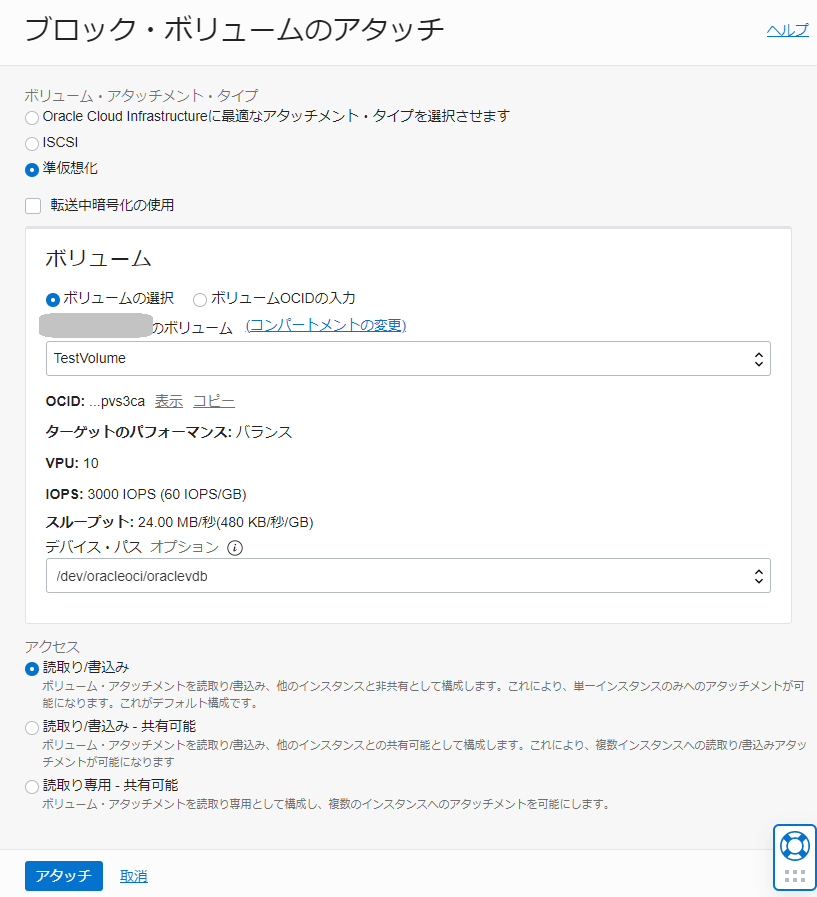 ブロック・ボリュームのアタッチ
ヘルプ
ボリューム・アタッチメント・タイプ
Oracle Cloud Infrastructureに最適なアタッチメント・タイプを選択させます
ISCSI
準仮想化
転送中暗号化の使用
ボリューム
ボリュームの選択 ボリュームOCIDの入力
のボリューム (コンパートメントの変更)
TestVolume
OCID: ...pvs3ca 表示 コピー
ターゲットのパフォーマンス: バランス
VPU: 10
IOPS: 3000 IOPS (60 IOPS/GB)
スループット: 24.00 MB/秒(480 KB/秒/GB)
デバイス・パス オプション i
/dev/oracleoci/oraclevdb
アクセス
読取り/書込み
ボリューム・アタッチメントを読取り/書込み、他のインスタンスと非共有として構成します。これにより、単一インスタンスのみへのアタッチメントが可
能になります。これがデフォルト構成です。
読取り/書込み - 共有可能
ボリューム・アタッチメントを読取り/書込み、他のインスタンスとの共有可能として構成します。これにより、複数インスタンスへの読取り/書込みアタッ
チメントが可能になります
読取り専用 - 共有可能
ボリューム・アタッチメントを読取り専用として構成し、複数のインスタンスへのアタッチメントを可能にします。
アタッチ 取消